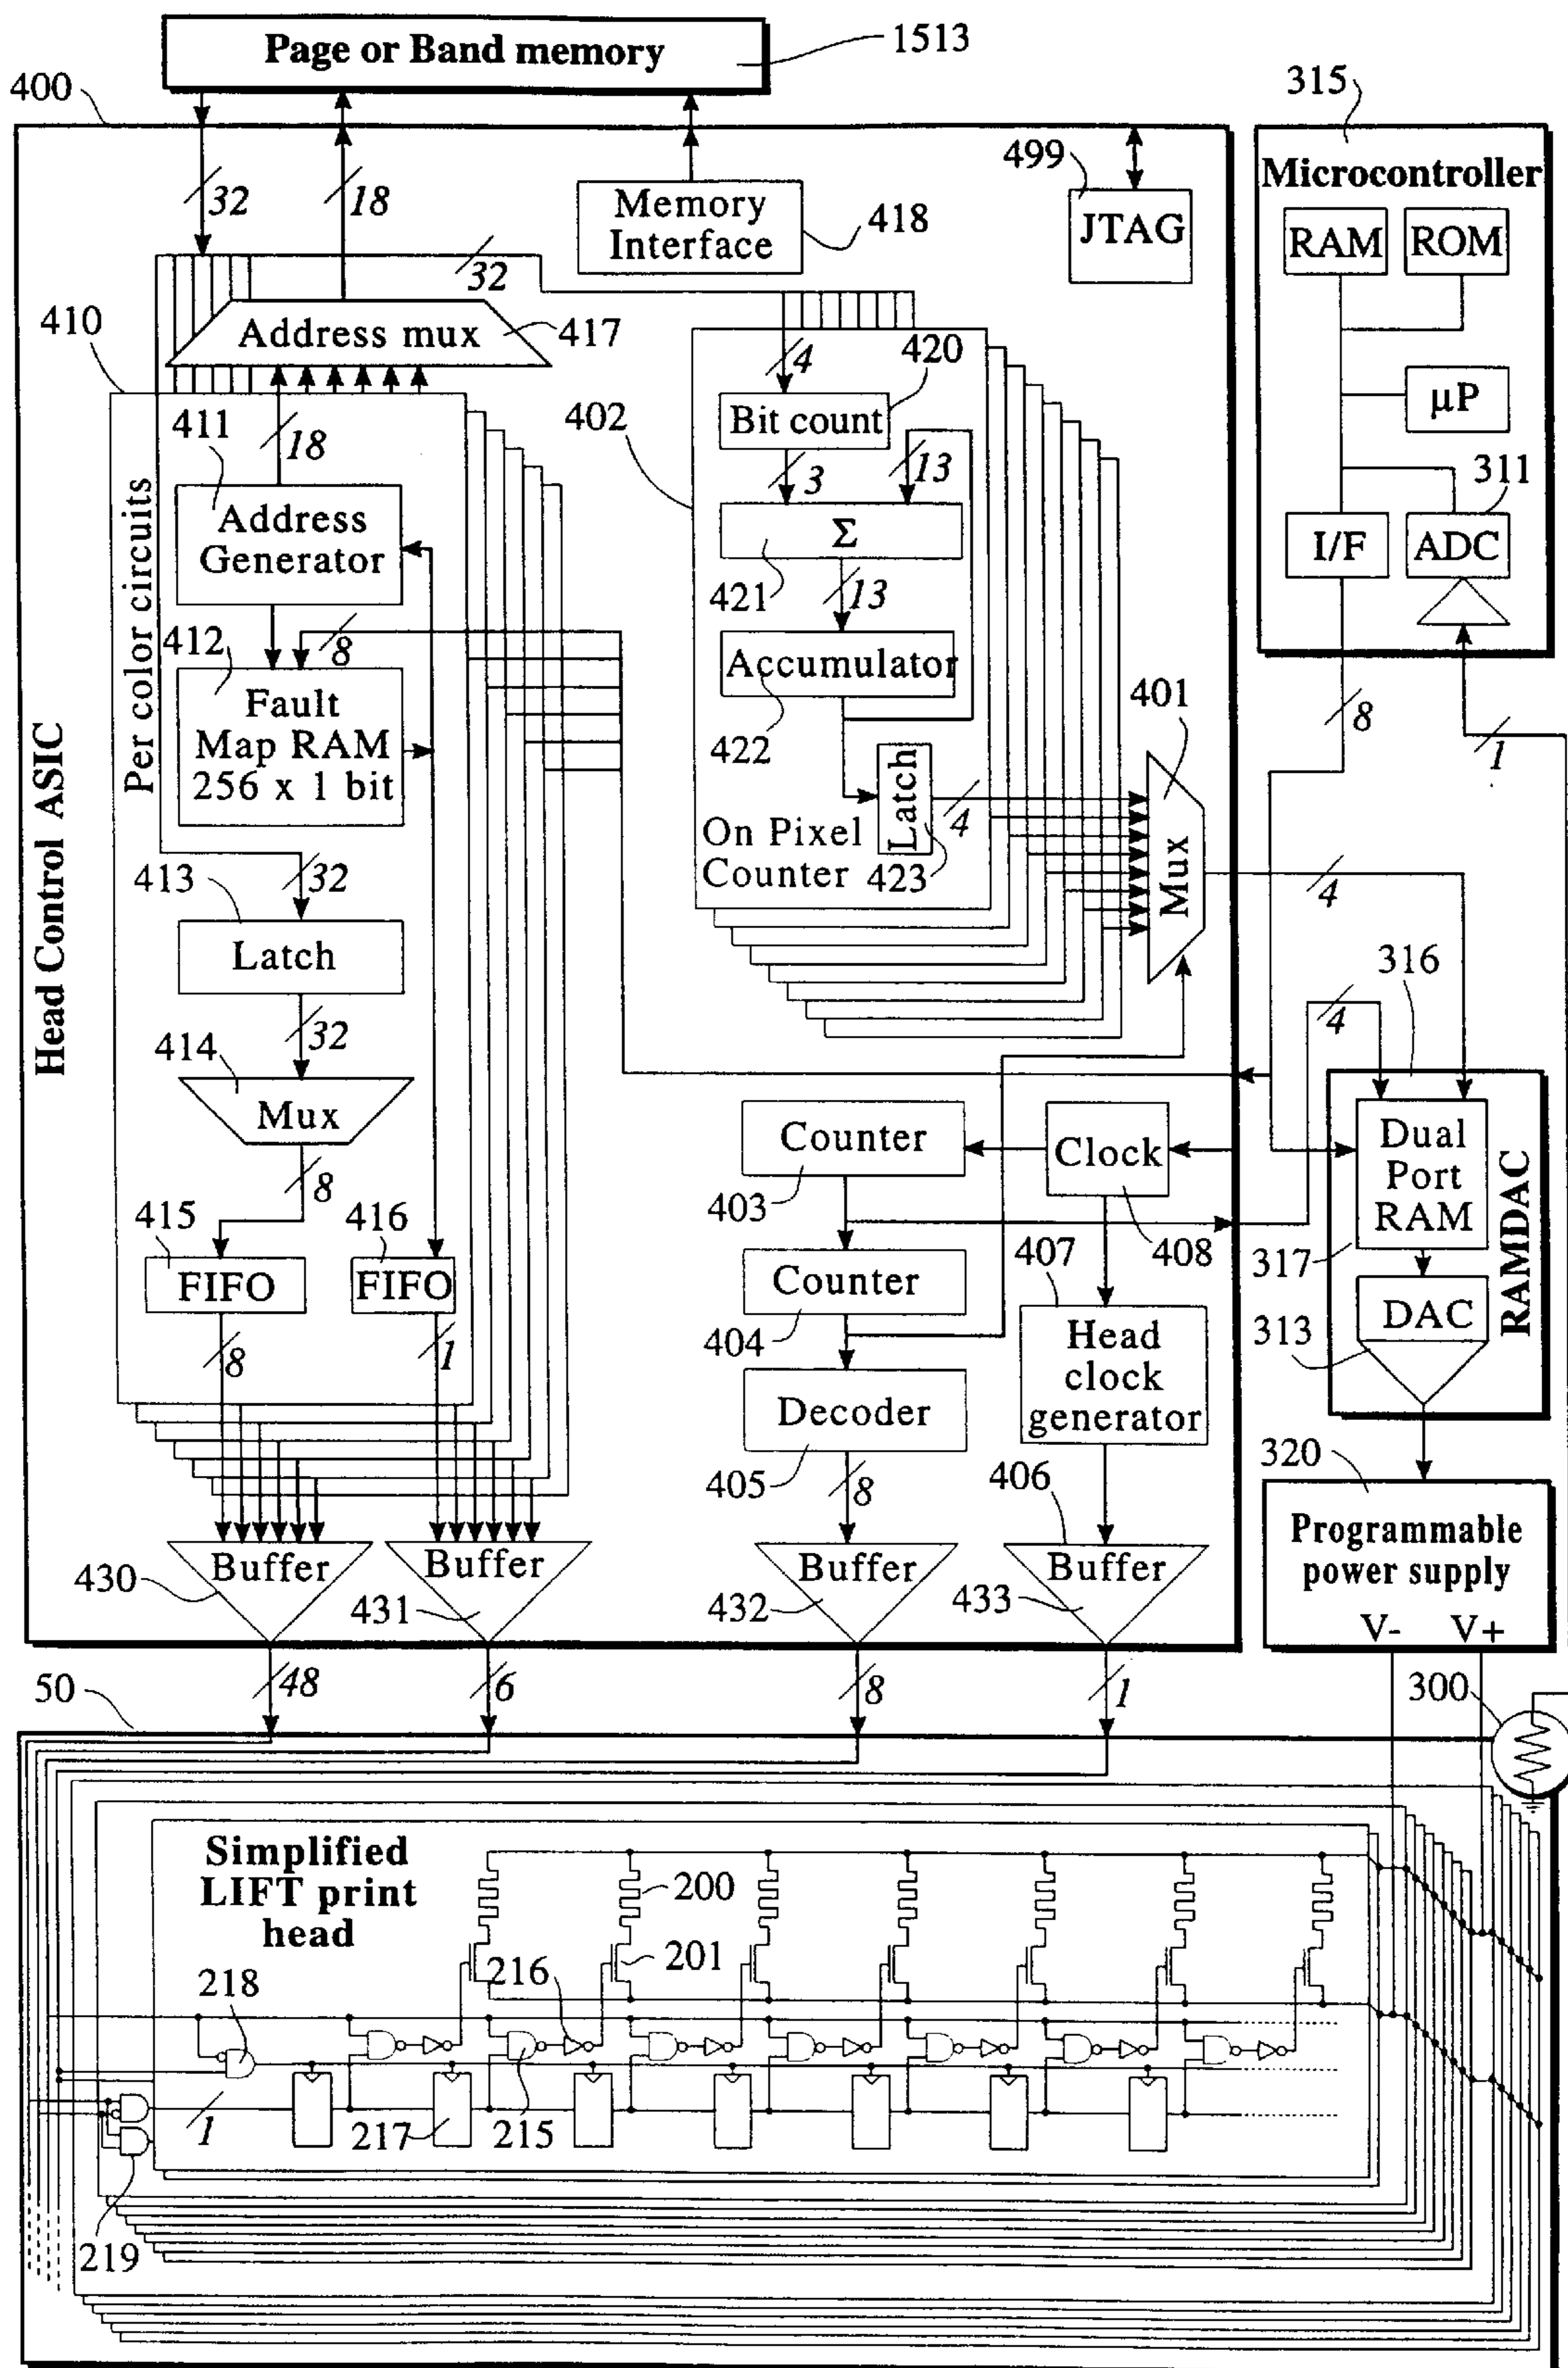 Page or Band memory
1513
400
315
Microcontroller
RAM
ROM
µP
311
I/F
ADC
8
1
32
18
Memory
Interface
418
499
JTAG
32
410
Address mux
417
Head Control ASIC
Per color circuits
411
18
Address
Generator
412
8
Fault
Map RAM
256 x 1 bit
413
32
Latch
414
32
Mux
8
415
416
FIFO
FIFO
8
1
402
4
420
Bit count
3
13
Σ
421
13
Accumulator
422
Latch
4
On Pixel
Counter
423
401
Mux
4
316
4
Dual
Port
RAM
317
DAC
313
RAMDAC
Counter
Clock
403
408
407
Counter
404
Head
clock
generator
Decoder
405
8
406
320
Programmable
power supply
V-
V+
Buffer
Buffer
Buffer
Buffer
430
431
432
433
48
6
8
1
50
300
Simplified
LIFT print
head
200
201
218
216
1
217
215
219